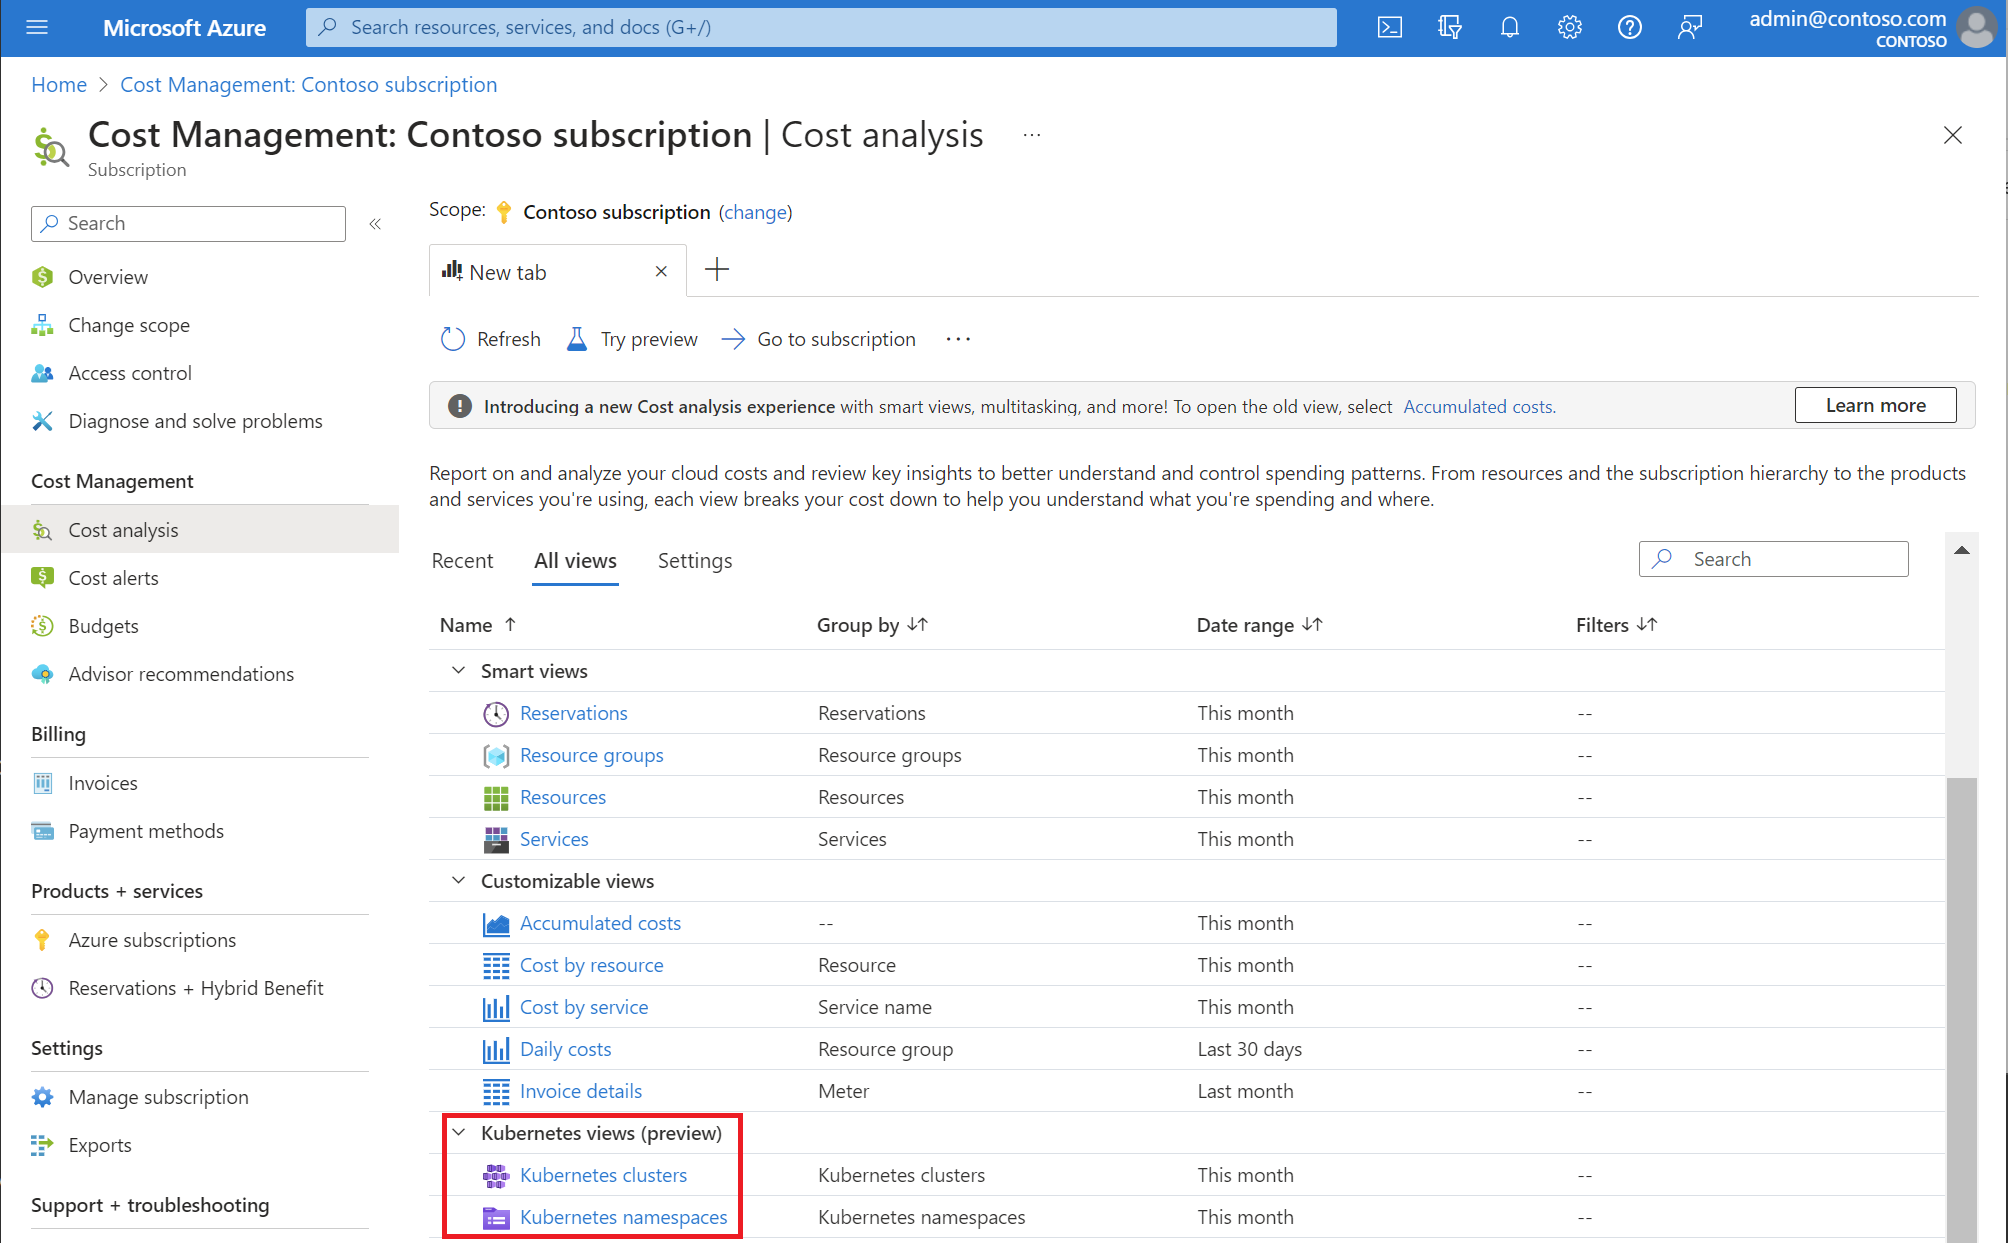 Microsoft Azure
Search resources, services, and docs (G+/)
admin@contoso.com
CONTOSO
Home > Cost Management: Contoso subscription
Cost Management: Contoso subscription | Cost analysis ...
Subscription
Search «
Overview
Change scope
Access control
Diagnose and solve problems
Cost Management
Cost analysis
Cost alerts
Budgets
Advisor recommendations
Billing
Invoices
Payment methods
Products + services
Azure subscriptions
Reservations + Hybrid Benefit
Settings
Manage subscription
Exports
Support + troubleshooting
Scope: Contoso subscription (change)
New tab
Refresh Try preview Go to subscription ...
Introducing a new Cost analysis experience with smart views, multitasking, and more! To open the old view, select Accumulated costs.
Learn more
Report on and analyze your cloud costs and review key insights to better understand and control spending patterns. From resources and the subscription hierarchy to the products
and services you're using, each view breaks your cost down to help you understand what you're spending and where.
Recent All views Settings Search
Name ↑ Group by ↓↑ Date range ↓↑ Filters ↓↑
Smart views
Reservations Reservations This month --
Resource groups Resource groups This month --
Resources Resources This month --
Services Services This month --
Customizable views
Accumulated costs -- This month --
Cost by resource Resource This month --
Cost by service Service name This month --
Daily costs Resource group Last 30 days --
Invoice details Meter Last month --
Kubernetes views (preview)
Kubernetes clusters Kubernetes clusters This month --
Kubernetes namespaces Kubernetes namespaces This month --